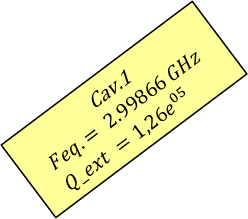 Cav.1
Feq.= 2.99866 GHz
Q_ext = 1,26e⁰⁵